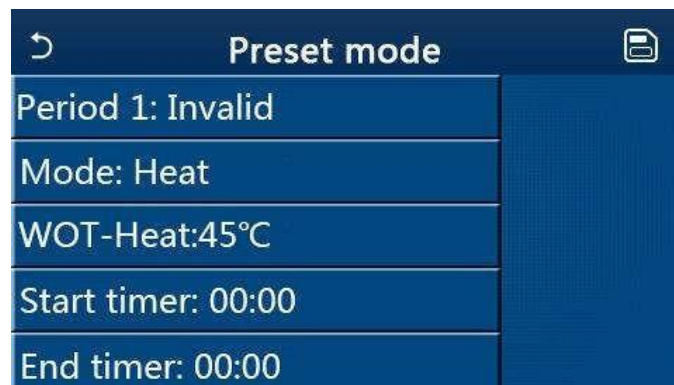 Preset mode
Period 1: Invalid
Mode: Heat
WOT-Heat:45℃
Start timer: 00:00
End timer: 00:00